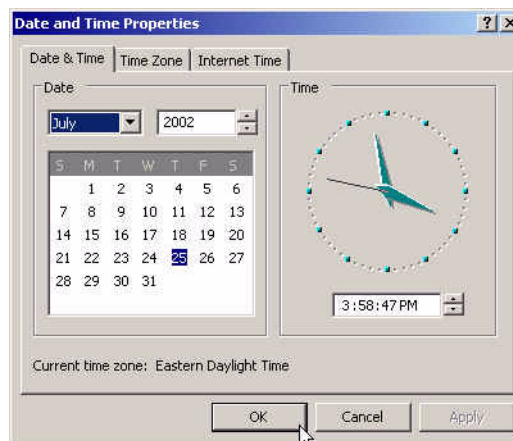 Date and Time Properties
Date & Time Time Zone Internet Time
Date
July 2002
S M T W T F S
1 2 3 4 5 6
7 8 9 10 11 12 13
14 15 16 17 18 19 20
21 22 23 24 25 26 27
28 29 30 31
Time
3:58:47 PM
Current time zone: Eastern Daylight Time
OK Cancel Apply